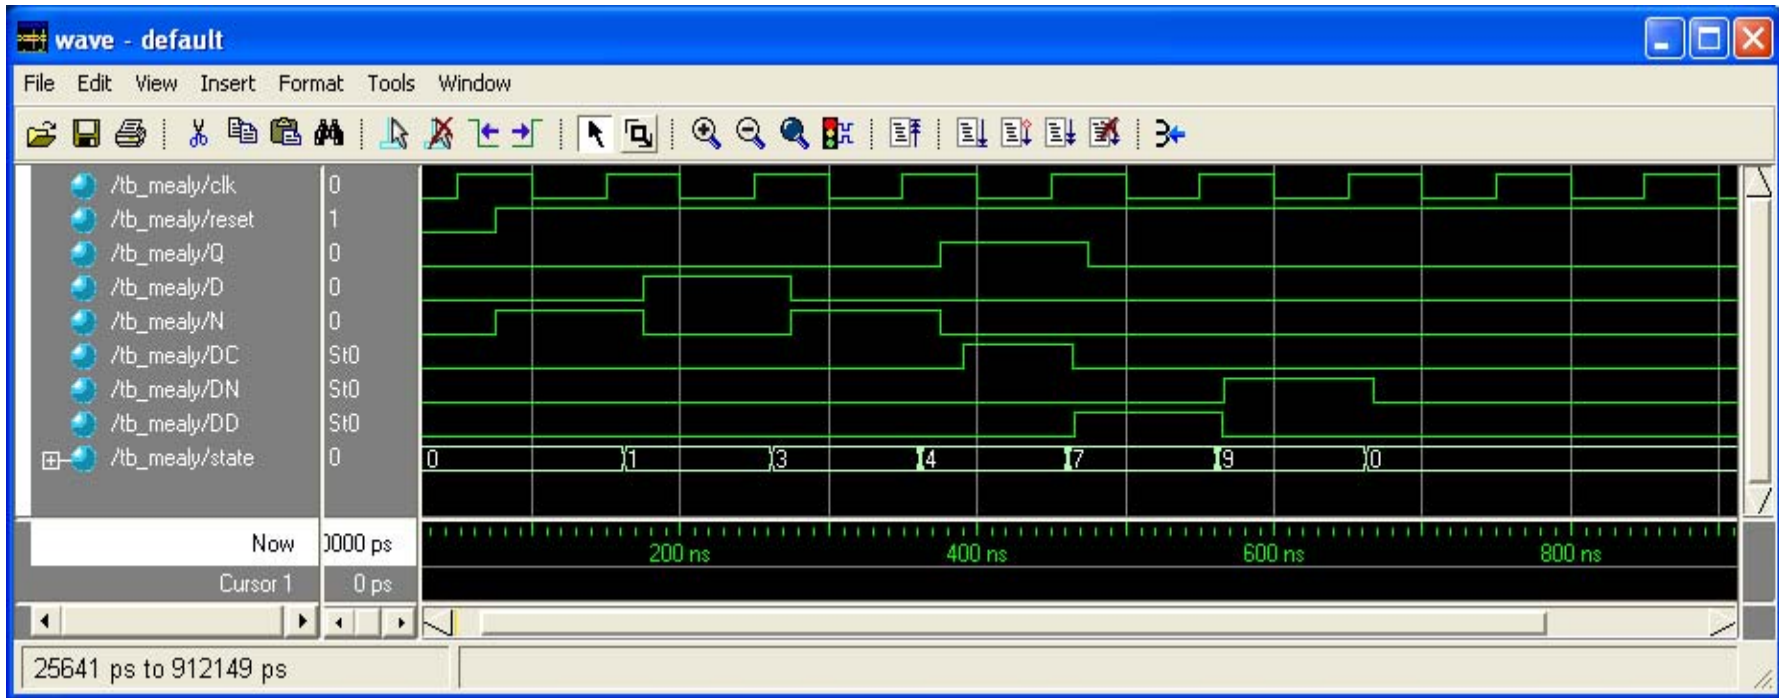 wave - default
File Edit View Insert Format Tools Window
/tb_mealy/clk 0
/tb_mealy/reset 1
/tb_mealy/Q 0
/tb_mealy/D 0
/tb_mealy/N 0
/tb_mealy/DC St0
/tb_mealy/DN St0
/tb_mealy/DD St0
/tb_mealy/state 0 0 1 3 4 7 9 0
Now 0000 ps 200 ns 400 ns 600 ns 800 ns
Cursor 1 0 ps
25641 ps to 912149 ps